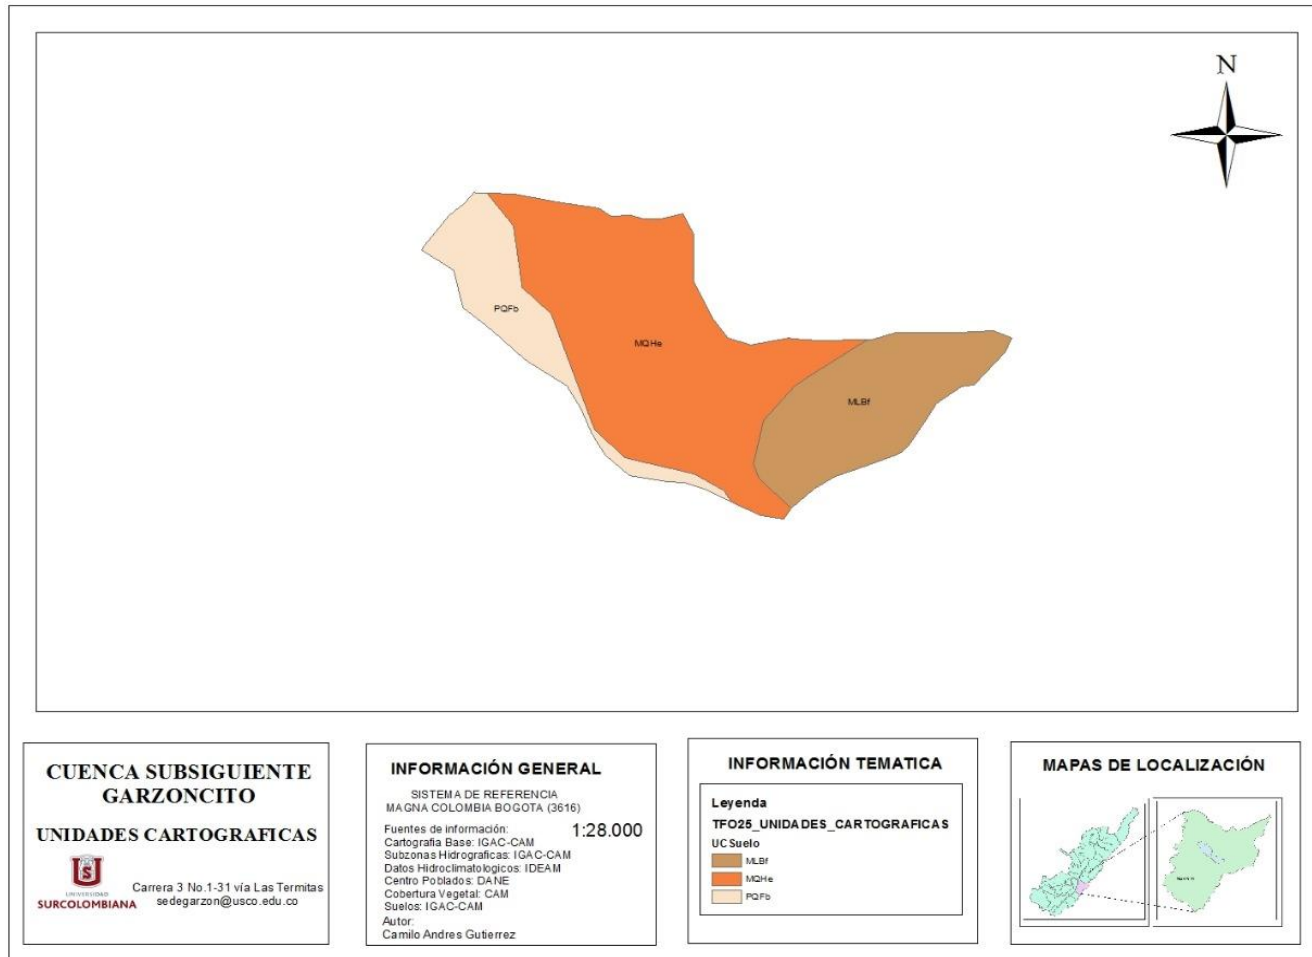 N
PQFb
MQHe
MLBf
CUENCA SUBSIGUIENTE
GARZONCITO
UNIDADES CARTOGRAFICAS
UNIVERSIDAD
SURCOLOMBIANA
Carrera 3 No.1-31 vía Las Termitas
sedegarzon@usco.edu.co
INFORMACIÓN GENERAL
SISTEMA DE REFERENCIA
MAGNA COLOMBIA BOGOTA (3616)
Fuentes de información:
1:28.000
Cartografia Base: IGAC-CAM
Subzonas Hidrograficas: IGAC-CAM
Datos Hidroclimatologicos: IDEAM
Centro Poblados: DANE
Cobertura Vegetal: CAM
Suelos: IGAC-CAM
Autor:
Camilo Andres Gutierrez
INFORMACIÓN TEMATICA
Leyenda
TFO25_UNIDADES_CARTOGRAFICAS
UCSuelo
MLBf
MQHe
PQFb
MAPAS DE LOCALIZACIÓN